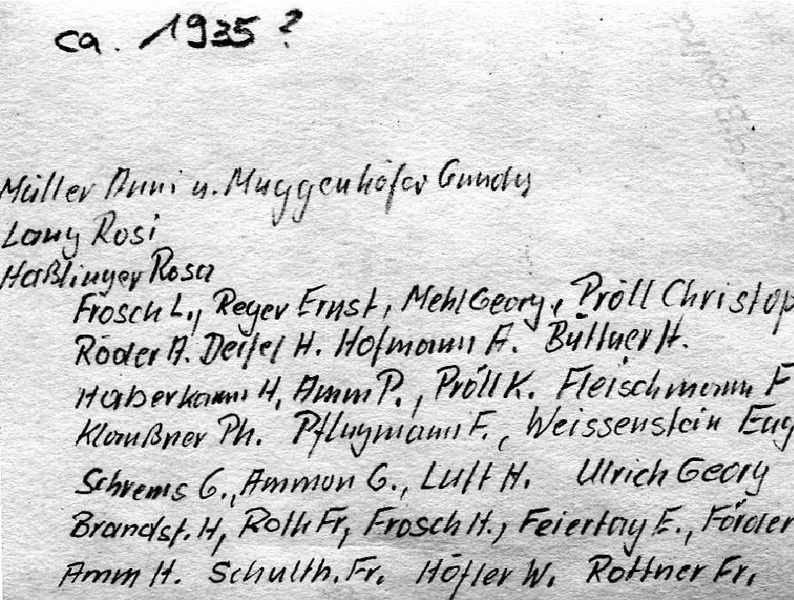 ca. 1935 ?
Müller Anni u. Muggenhöfer Gundy
Lang Rosi
Haßlinger Rosa
Frosch L., Reger Ernst, Mehl Georg, Pröll Christop
Röder A. Deifel H. Hofmann A. Büttner H.
Haberkamm H, Amm P., Pröll K. Fleischmann F
Klaußner Ph. Pflugmann F., Weissenstein Eug
Schrems G., Ammon G., Luft H. Ulrich Georg
Brandst. H, Roth Fr, Frosch H., Feiertag E., Förder
Amm H. Schulth. Fr. Höfler W. Rottner Fr.